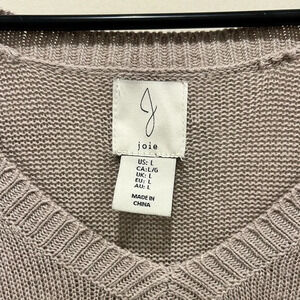 J
joie
US: L
CA:L/G
UK: L
EU: L
AU: L
MADE IN
CHINA